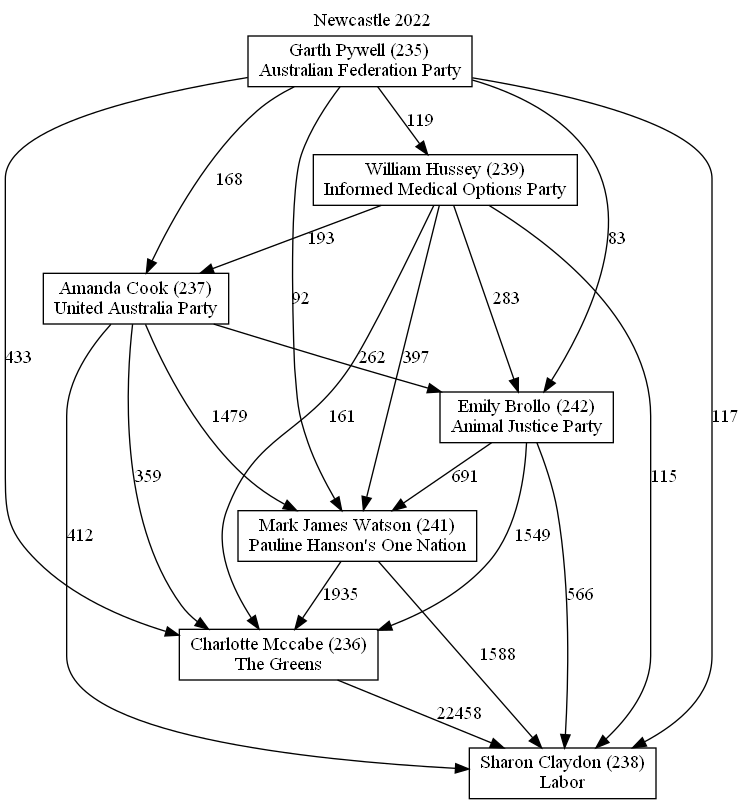 Newcastle 2022
Garth Pywell (235)
Australian Federation Party
119
William Hussey (239)
Informed Medical Options Party
168
193
83
Amanda Cook (237)
United Australia Party
92
283
433
262
397
117
Emily Brollo (242)
Animal Justice Party
1479
161
359
691
115
Mark James Watson (241)
Pauline Hanson's One Nation
412
1549
1935
566
Charlotte Mccabe (236)
The Greens
1588
22458
Sharon Claydon (238)
Labor